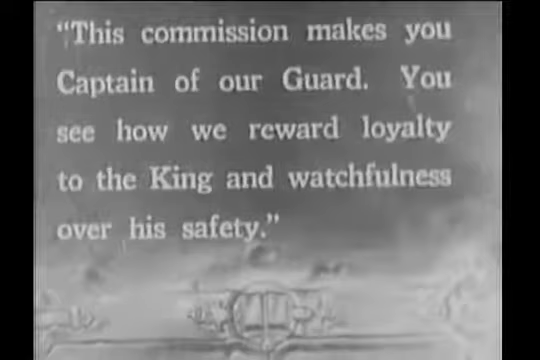 "This commission makes you
Captain of our Guard. You
see how we reward loyalty
to the King and watchfulness
over his safety."